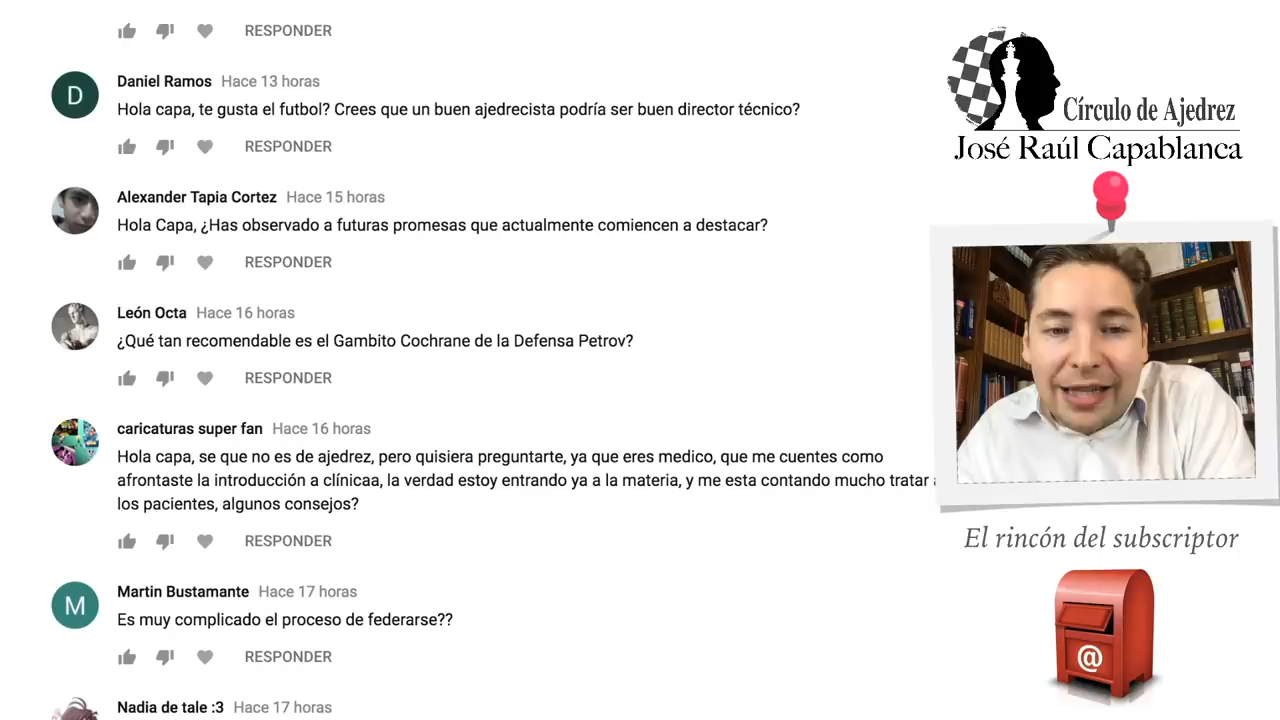 RESPONDER
D
Daniel Ramos Hace 13 horas
Hola capa, te gusta el futbol? Crees que un buen ajedrecista podría ser buen director técnico?
RESPONDER
Alexander Tapia Cortez Hace 15 horas
Hola Capa, ¿Has observado a futuras promesas que actualmente comiencen a destacar?
RESPONDER
León Octa Hace 16 horas
¿Qué tan recomendable es el Gambito Cochrane de la Defensa Petrov?
RESPONDER
caricaturas super fan Hace 16 horas
Hola capa, se que no es de ajedrez, pero quisiera preguntarte, ya que eres medico, que me cuentes como
afrontaste la introducción a clínicaa, la verdad estoy entrando ya a la materia, y me esta contando mucho tratar a
los pacientes, algunos consejos?
RESPONDER
M
Martin Bustamante Hace 17 horas
Es muy complicado el proceso de federarse??
RESPONDER
Nadia de tale :3 Hace 17 horas
Círculo de Ajedrez
José Raúl Capablanca
El rincón del subscriptor
@